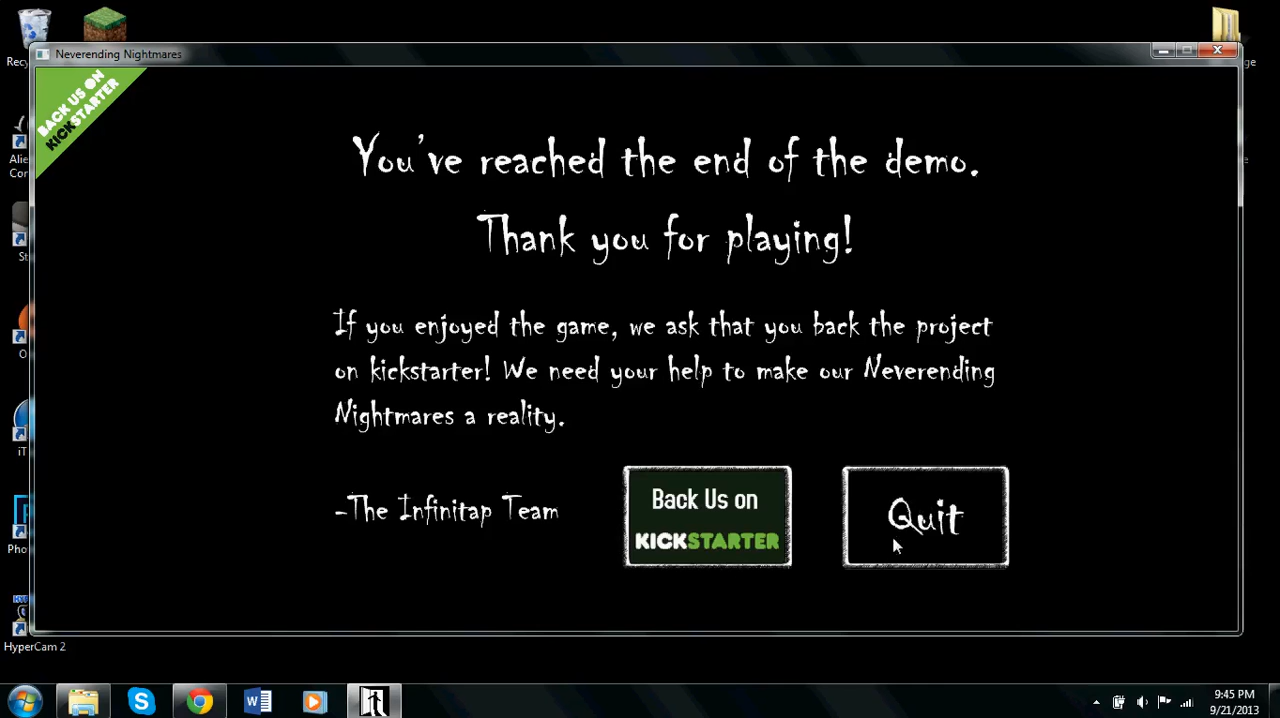 Neverending Nightmares
BACK US ON
KICKSTARTER
You've reached the end of the demo.
Thank you for playing!
If you enjoyed the game, we ask that you back the project
on kickstarter! We need your help to make our Neverending
Nightmares a reality.
-The Infinitap Team
Back Us on
KICKSTARTER
Quit
HyperCam 2
9:45 PM
9/21/2013